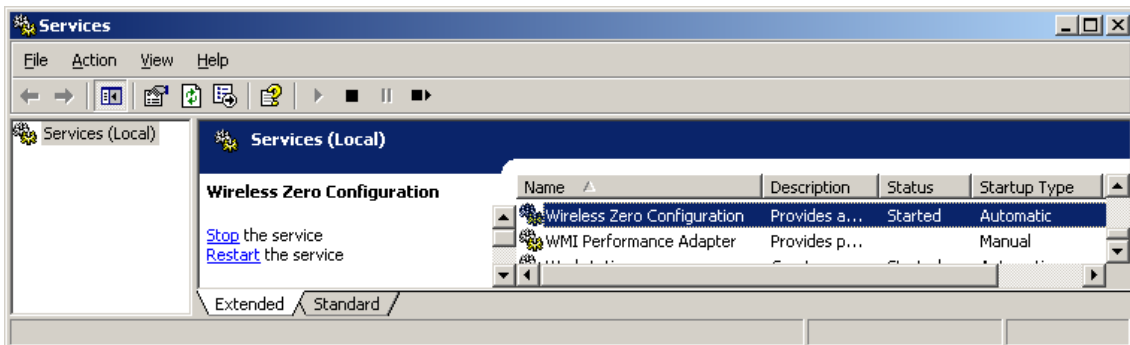 Services
File Action View Help
Services (Local)
Services (Local)
Wireless Zero Configuration
Stop the service
Restart the service
Name Description Status Startup Type
Wireless Zero Configuration Provides a... Started Automatic
WMI Performance Adapter Provides p... Manual
Extended Standard